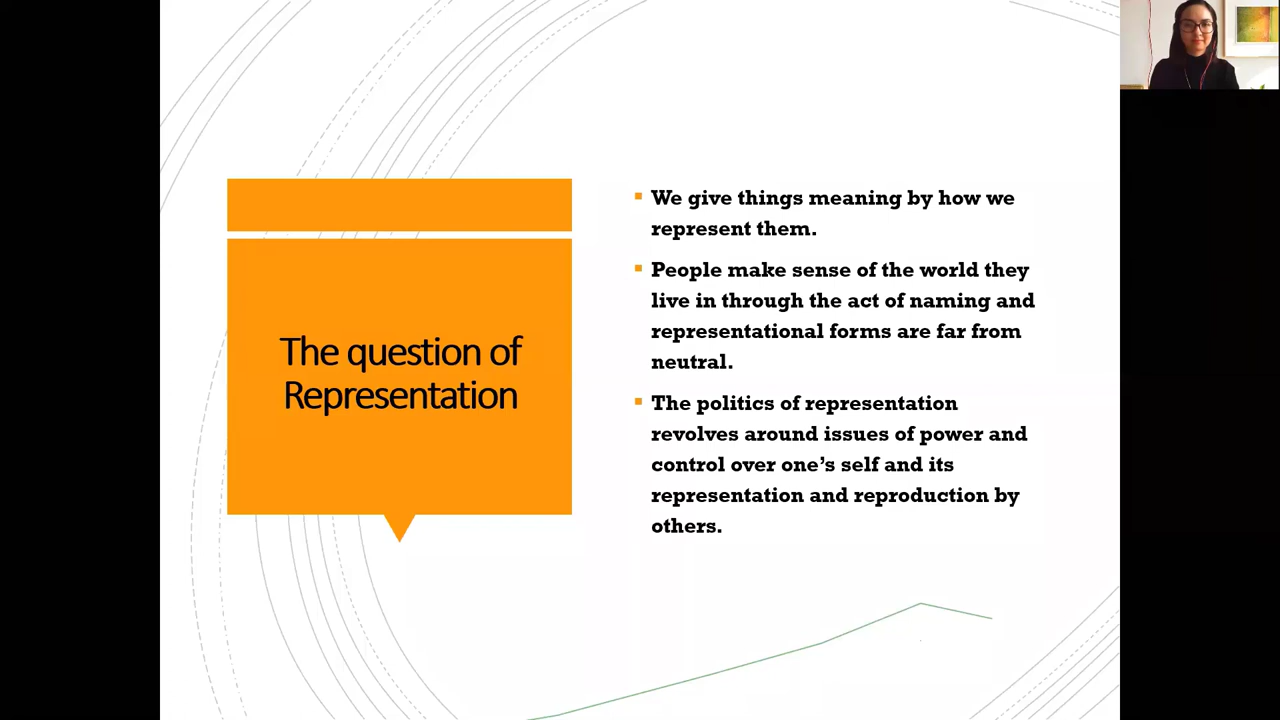 The question of
Representation
We give things meaning by how we
represent them.
People make sense of the world they
live in through the act of naming and
representational forms are far from
neutral.
The politics of representation
revolves around issues of power and
control over one’s self and its
representation and reproduction by
others.